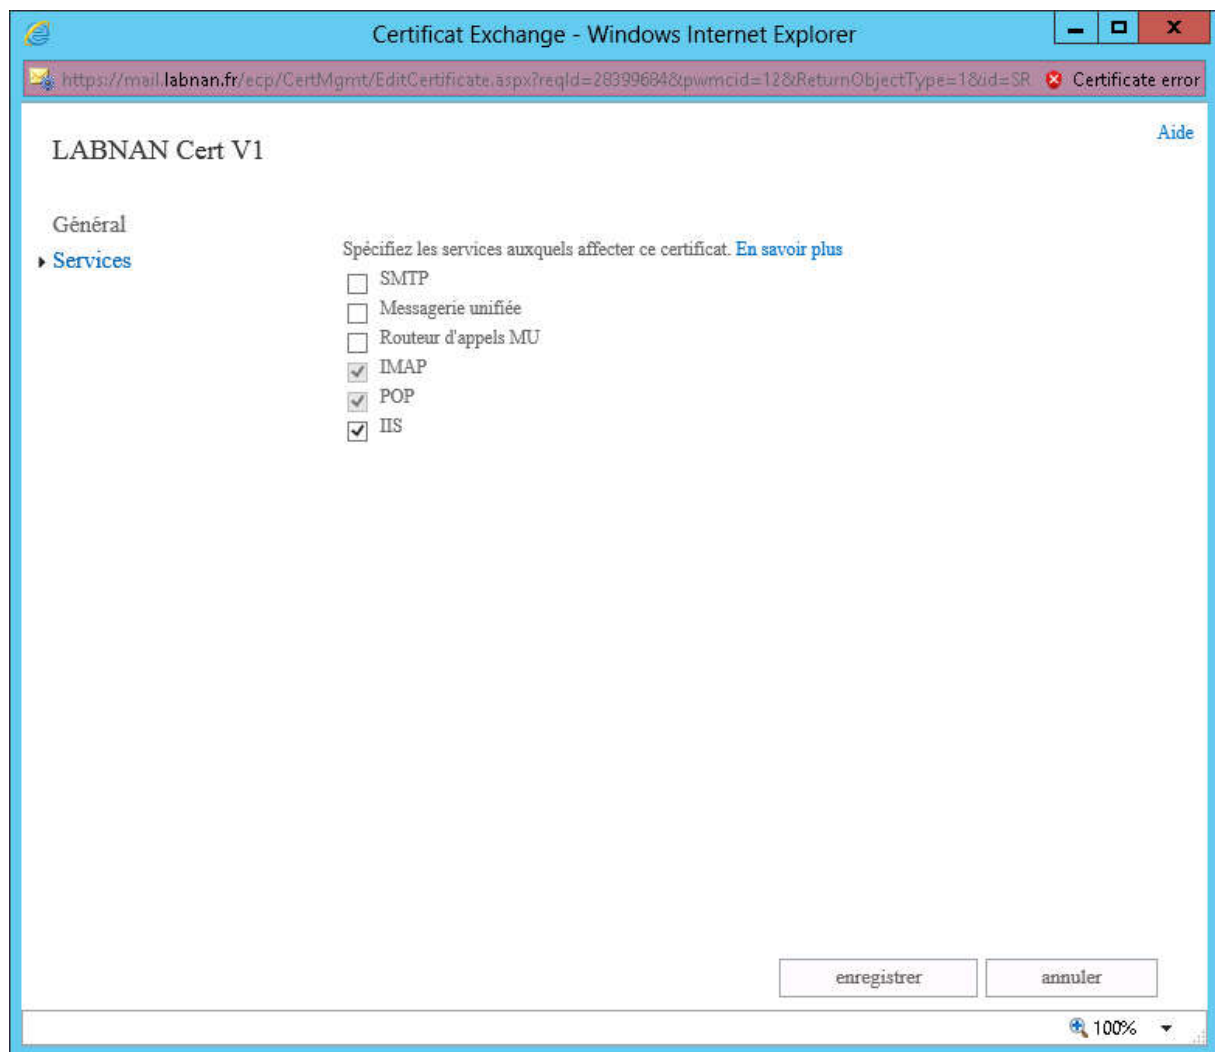 Certificat Exchange - Windows Internet Explorer
https://mail.labnan.fr/ecp/CertMgmt/EditCertificate.aspx?reqId=28399684&pwmcid=12&ReturnObjectType=1&id=SR Certificate error
Aide
LABNAN Cert V1
Général
Services
Spécifiez les services auxquels affecter ce certificat. En savoir plus
SMTP
Messagerie unifiée
Routeur d'appels MU
IMAP
POP
IIS
enregistrer annuler
100%